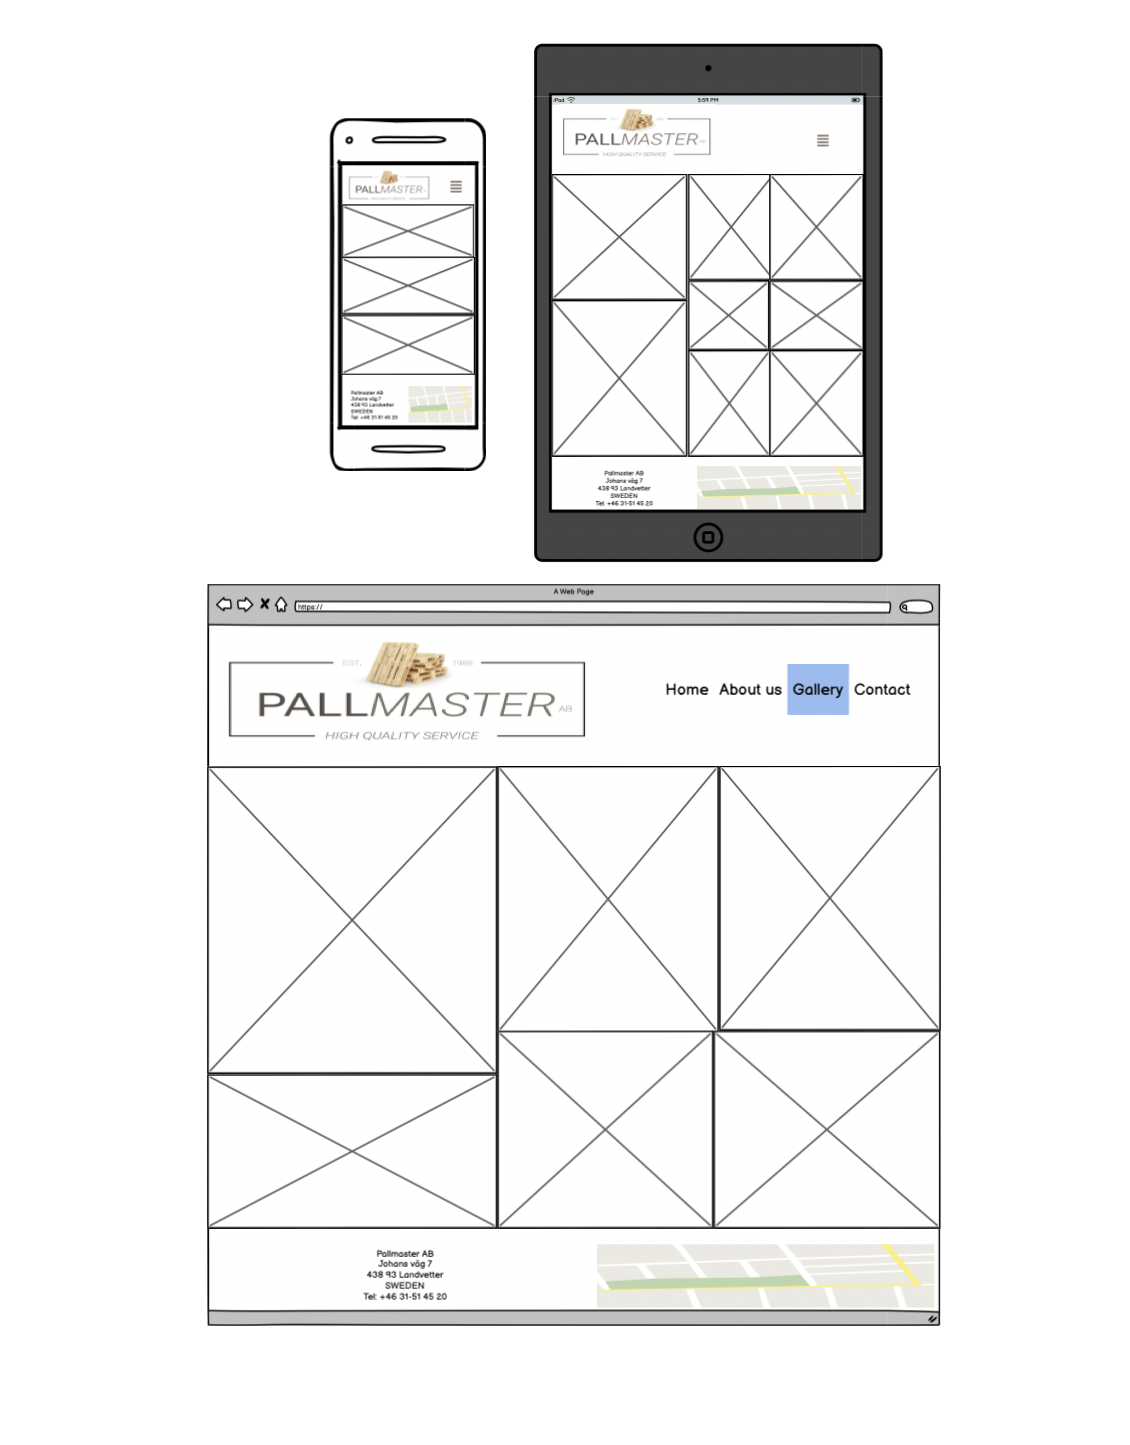 PALLMASTER
HIGH QUALITY SERVICE
Pallmaster AB
Johans väg 7
438 93 Landvetter
SWEDEN
Tel: +46 31-51 45 20
iPad
5:59 PM
PALLMASTER
HIGH QUALITY SERVICE
Pallmaster AB
Johans väg 7
438 93 Landvetter
SWEDEN
Tel: +46 31-51 45 20
A Web Page
https://
EST. 1988
PALLMASTER AB
HIGH QUALITY SERVICE
Home About us Gallery Contact
Pallmaster AB
Johans väg 7
438 93 Landvetter
SWEDEN
Tel: +46 31-51 45 20